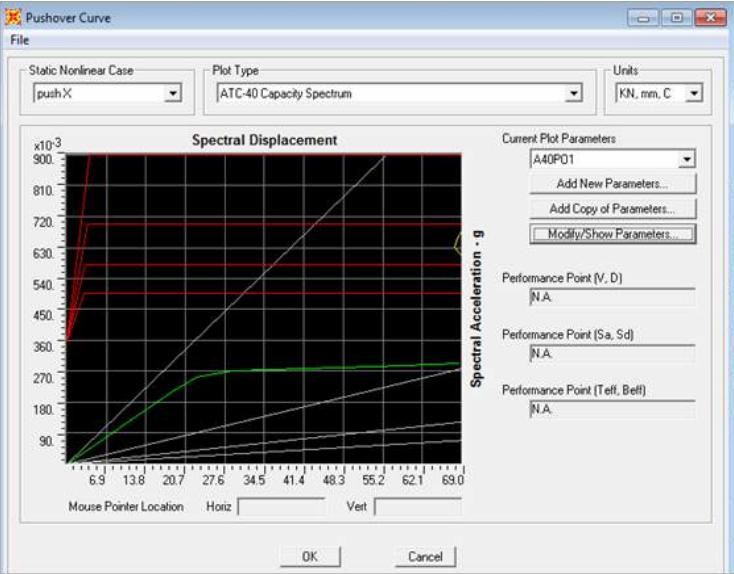 Pushover Curve
File
Static Nonlinear Case
push X
Plot Type
ATC-40 Capacity Spectrum
Units
KN, mm, C
Spectral Displacement
x10-3
900.
810.
720.
630.
540.
450.
360.
270.
180.
90.
6.9 13.8 20.7 27.6 34.5 41.4 48.3 55.2 62.1 69.0
Spectral Acceleration - g
Mouse Pointer Location Horiz Vert
Current Plot Parameters
A40PO1
Add New Parameters...
Add Copy of Parameters...
Modify/Show Parameters...
Performance Point (V, D)
N.A.
Performance Point (Sa, Sd)
N.A.
Performance Point (Teff, Beff)
N.A.
OK Cancel